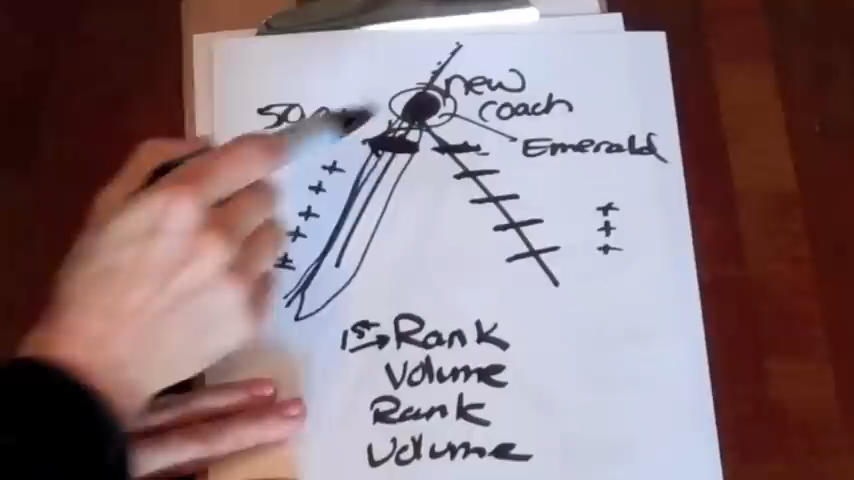 new
coach
Emerald
1st → Rank
Volume
Rank
Volume